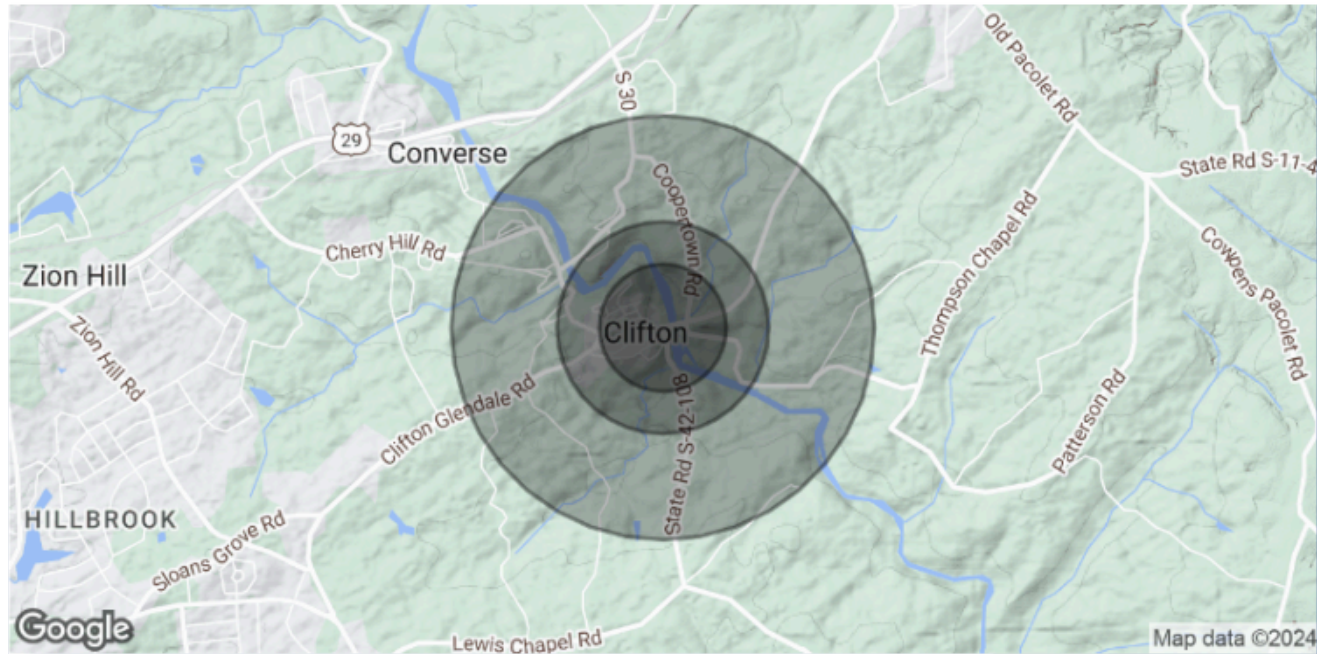 Old Pacolet Rd
S 30
29
Converse
State Rd S-11-4
Coopertown Rd
Cherry Hill Rd
Thompson Chapel Rd
Cowpens Pacolet Rd
Zion Hill
Clifton
Zion Hill Rd
Clifton Glendale Rd
State Rd S-42-108
Patterson Rd
HILLBROOK
Sloans Grove Rd
Lewis Chapel Rd
Google
Map data ©2024